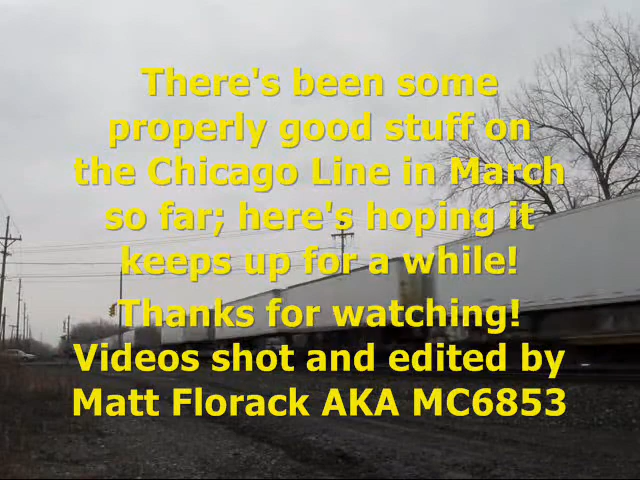 There's been some
properly good stuff on
the Chicago Line in March
so far; here's hoping it
keeps up for a while!
Thanks for watching!
Videos shot and edited by
Matt Florack AKA MC6853